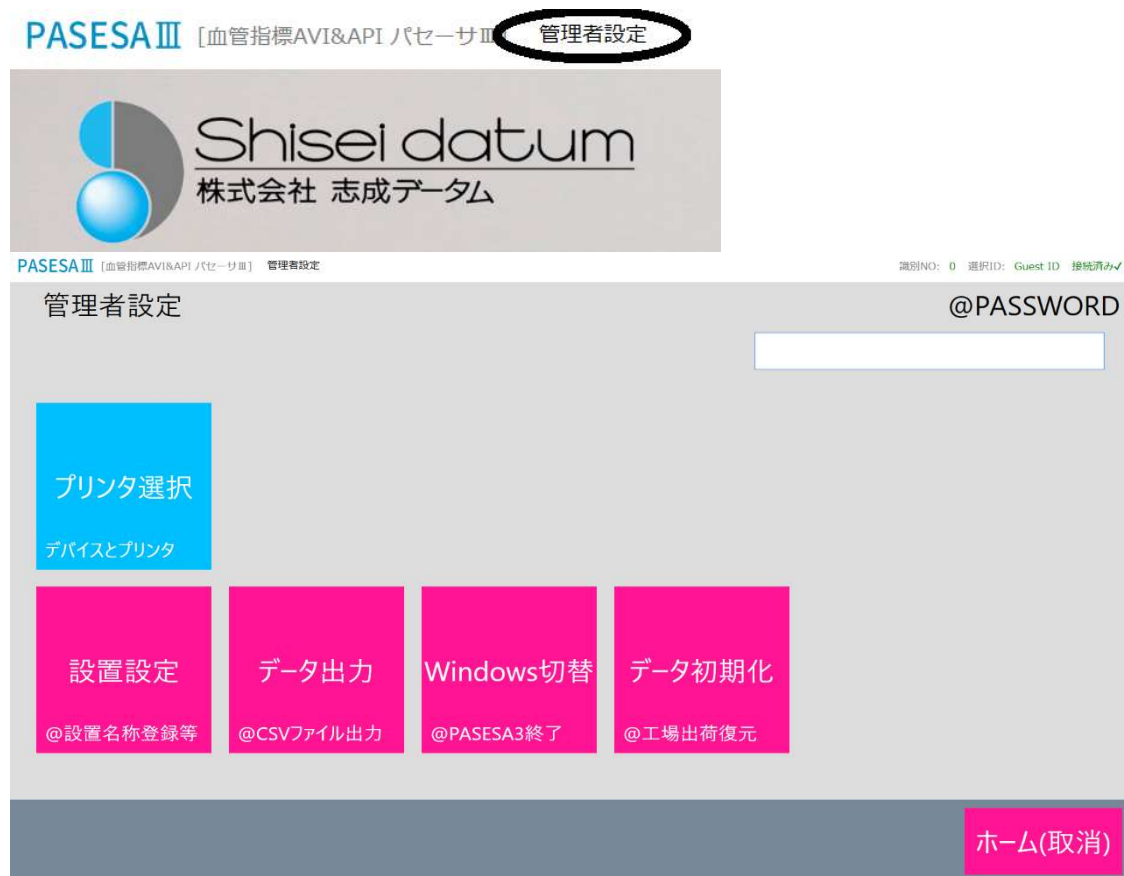 PASESAⅢ [血管指標AVI&API パセーサⅢ 管理者設定
Shisei datum
株式会社 志成データム
PASESAⅢ [血管指標AVI&API パセーサⅢ] 管理者設定 識別NO: 0 選択ID: Guest ID 接続済み✓
管理者設定 @PASSWORD
プリンタ選択
デバイスとプリンタ
設置設定 データ出力 Windows切替 データ初期化
@設置名称登録等 @CSVファイル出力 @PASESA3終了 @工場出荷復元
ホーム(取消)